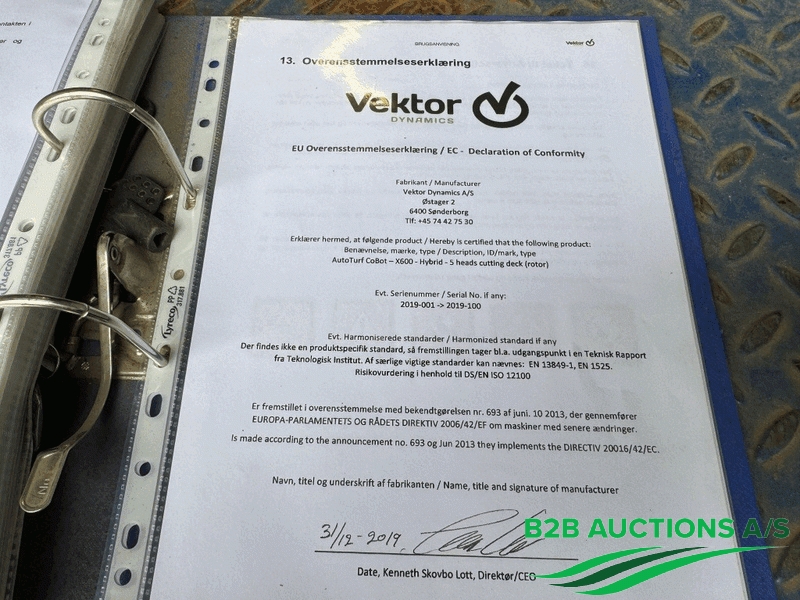 ontakten i
er og
BRUGSANVISNING
Vektor
13. Overensstemmelseserklæring
Vektor
DYNAMICS
EU Overensstemmelseserklæring / EC - Declaration of Conformity
Fabrikant / Manufacturer
Vektor Dynamics A/S
Østager 2
6400 Sønderborg
Tlf: +45 74 42 75 30
Erklærer hermed, at følgende product / Hereby is certified that the following product:
Benævnelse, mærke, type / Description, ID/mark, type
AutoTurf CoBot – X600 - Hybrid - 5 heads cutting deck (rotor)
Evt. Serienummer / Serial No. if any:
2019-001 -> 2019-100
Evt. Harmoniserede standarder / Harmonized standard if any
Der findes ikke en produktspecifik standard, så fremstillingen tager bl.a. udgangspunkt i en Teknisk Rapport
fra Teknologisk Institut. Af særlige vigtige standarder kan nævnes: EN 13849-1, EN 1525.
Risikovurdering i henhold til DS/EN ISO 12100
Er fremstillet i overensstemmelse med bekendtgørelsen nr. 693 af juni. 10 2013, der gennemfører
EUROPA-PARLAMENTETS OG RÅDETS DIREKTIV 2006/42/EF om maskiner med senere ændringer.
Is made according to the announcement no. 693 og Jun 2013 they implements the DIRECTIV 20016/42/EC.
Navn, titel og underskrift af fabrikanten / Name, title and signature of manufacturer
31/12-2019.
Date, Kenneth Skovbo Lott, Direktør/CEO
Lyreco PP 317.881
B2B AUCTIONS A/S